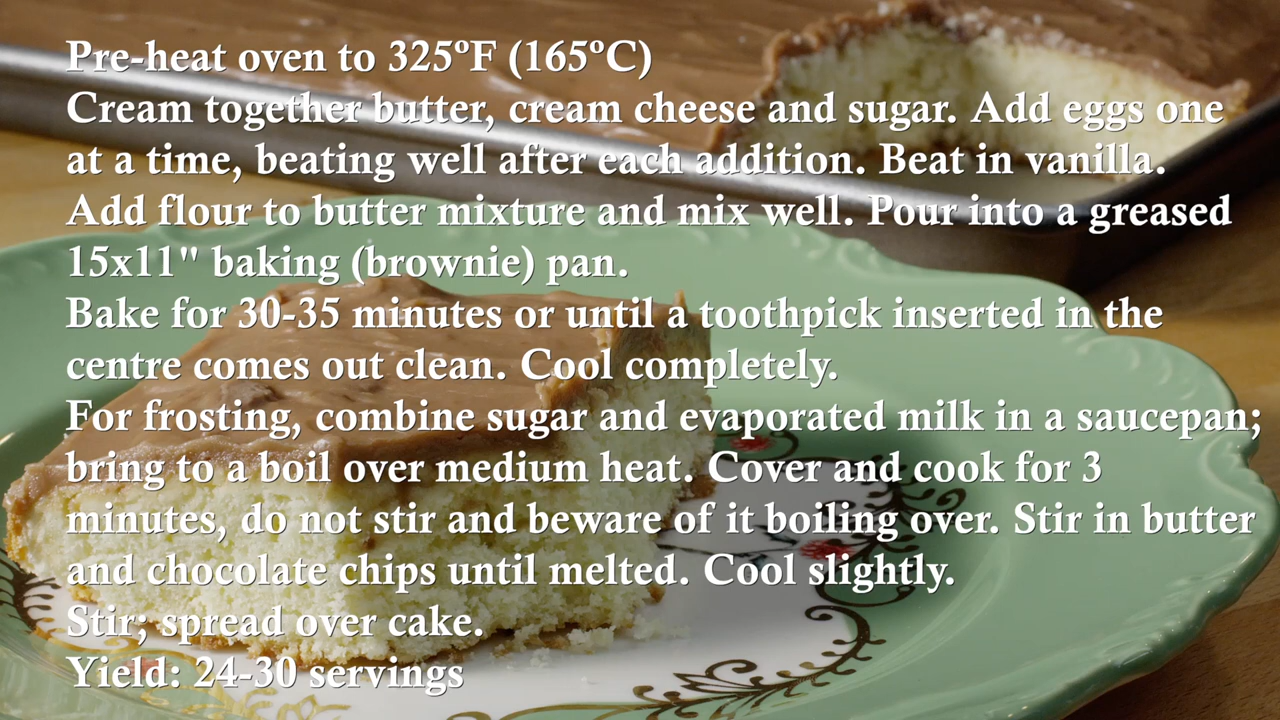 Pre-heat oven to 325ºF (165ºC)
Cream together butter, cream cheese and sugar. Add eggs one
at a time, beating well after each addition. Beat in vanilla.
Add flour to butter mixture and mix well. Pour into a greased
15x11" baking (brownie) pan.
Bake for 30-35 minutes or until a toothpick inserted in the
centre comes out clean. Cool completely.
For frosting, combine sugar and evaporated milk in a saucepan;
bring to a boil over medium heat. Cover and cook for 3
minutes, do not stir and beware of it boiling over. Stir in butter
and chocolate chips until melted. Cool slightly.
Stir; spread over cake.
Yield: 24-30 servings